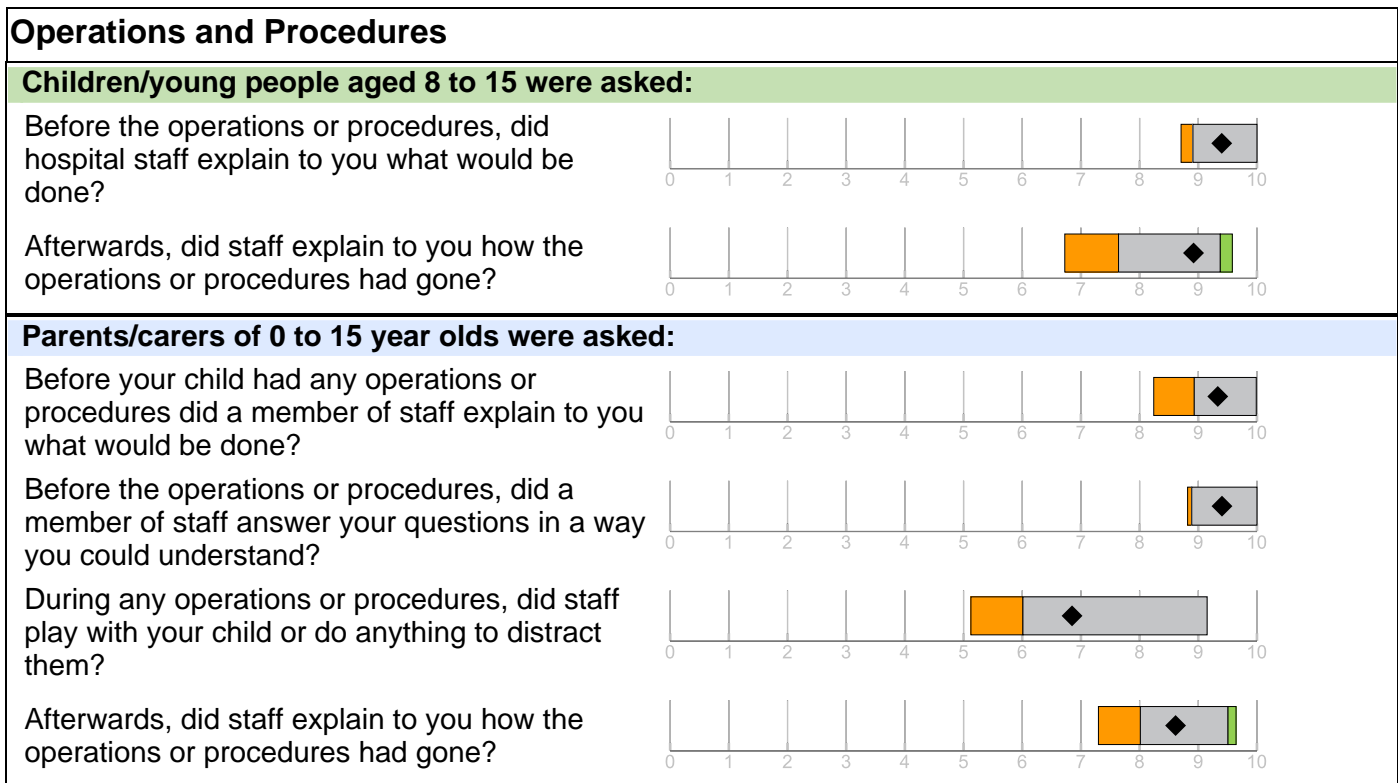 Operations and Procedures
Children/young people aged 8 to 15 were asked:
Before the operations or procedures, did
hospital staff explain to you what would be
done?
0 1 2 3 4 5 6 7 8 9 10
Afterwards, did staff explain to you how the
operations or procedures had gone?
0 1 2 3 4 5 6 7 8 9 10
Parents/carers of 0 to 15 year olds were asked:
Before your child had any operations or
procedures did a member of staff explain to you
what would be done?
0 1 2 3 4 5 6 7 8 9 10
Before the operations or procedures, did a
member of staff answer your questions in a way
you could understand?
0 1 2 3 4 5 6 7 8 9 10
During any operations or procedures, did staff
play with your child or do anything to distract
them?
0 1 2 3 4 5 6 7 8 9 10
Afterwards, did staff explain to you how the
operations or procedures had gone?
0 1 2 3 4 5 6 7 8 9 10